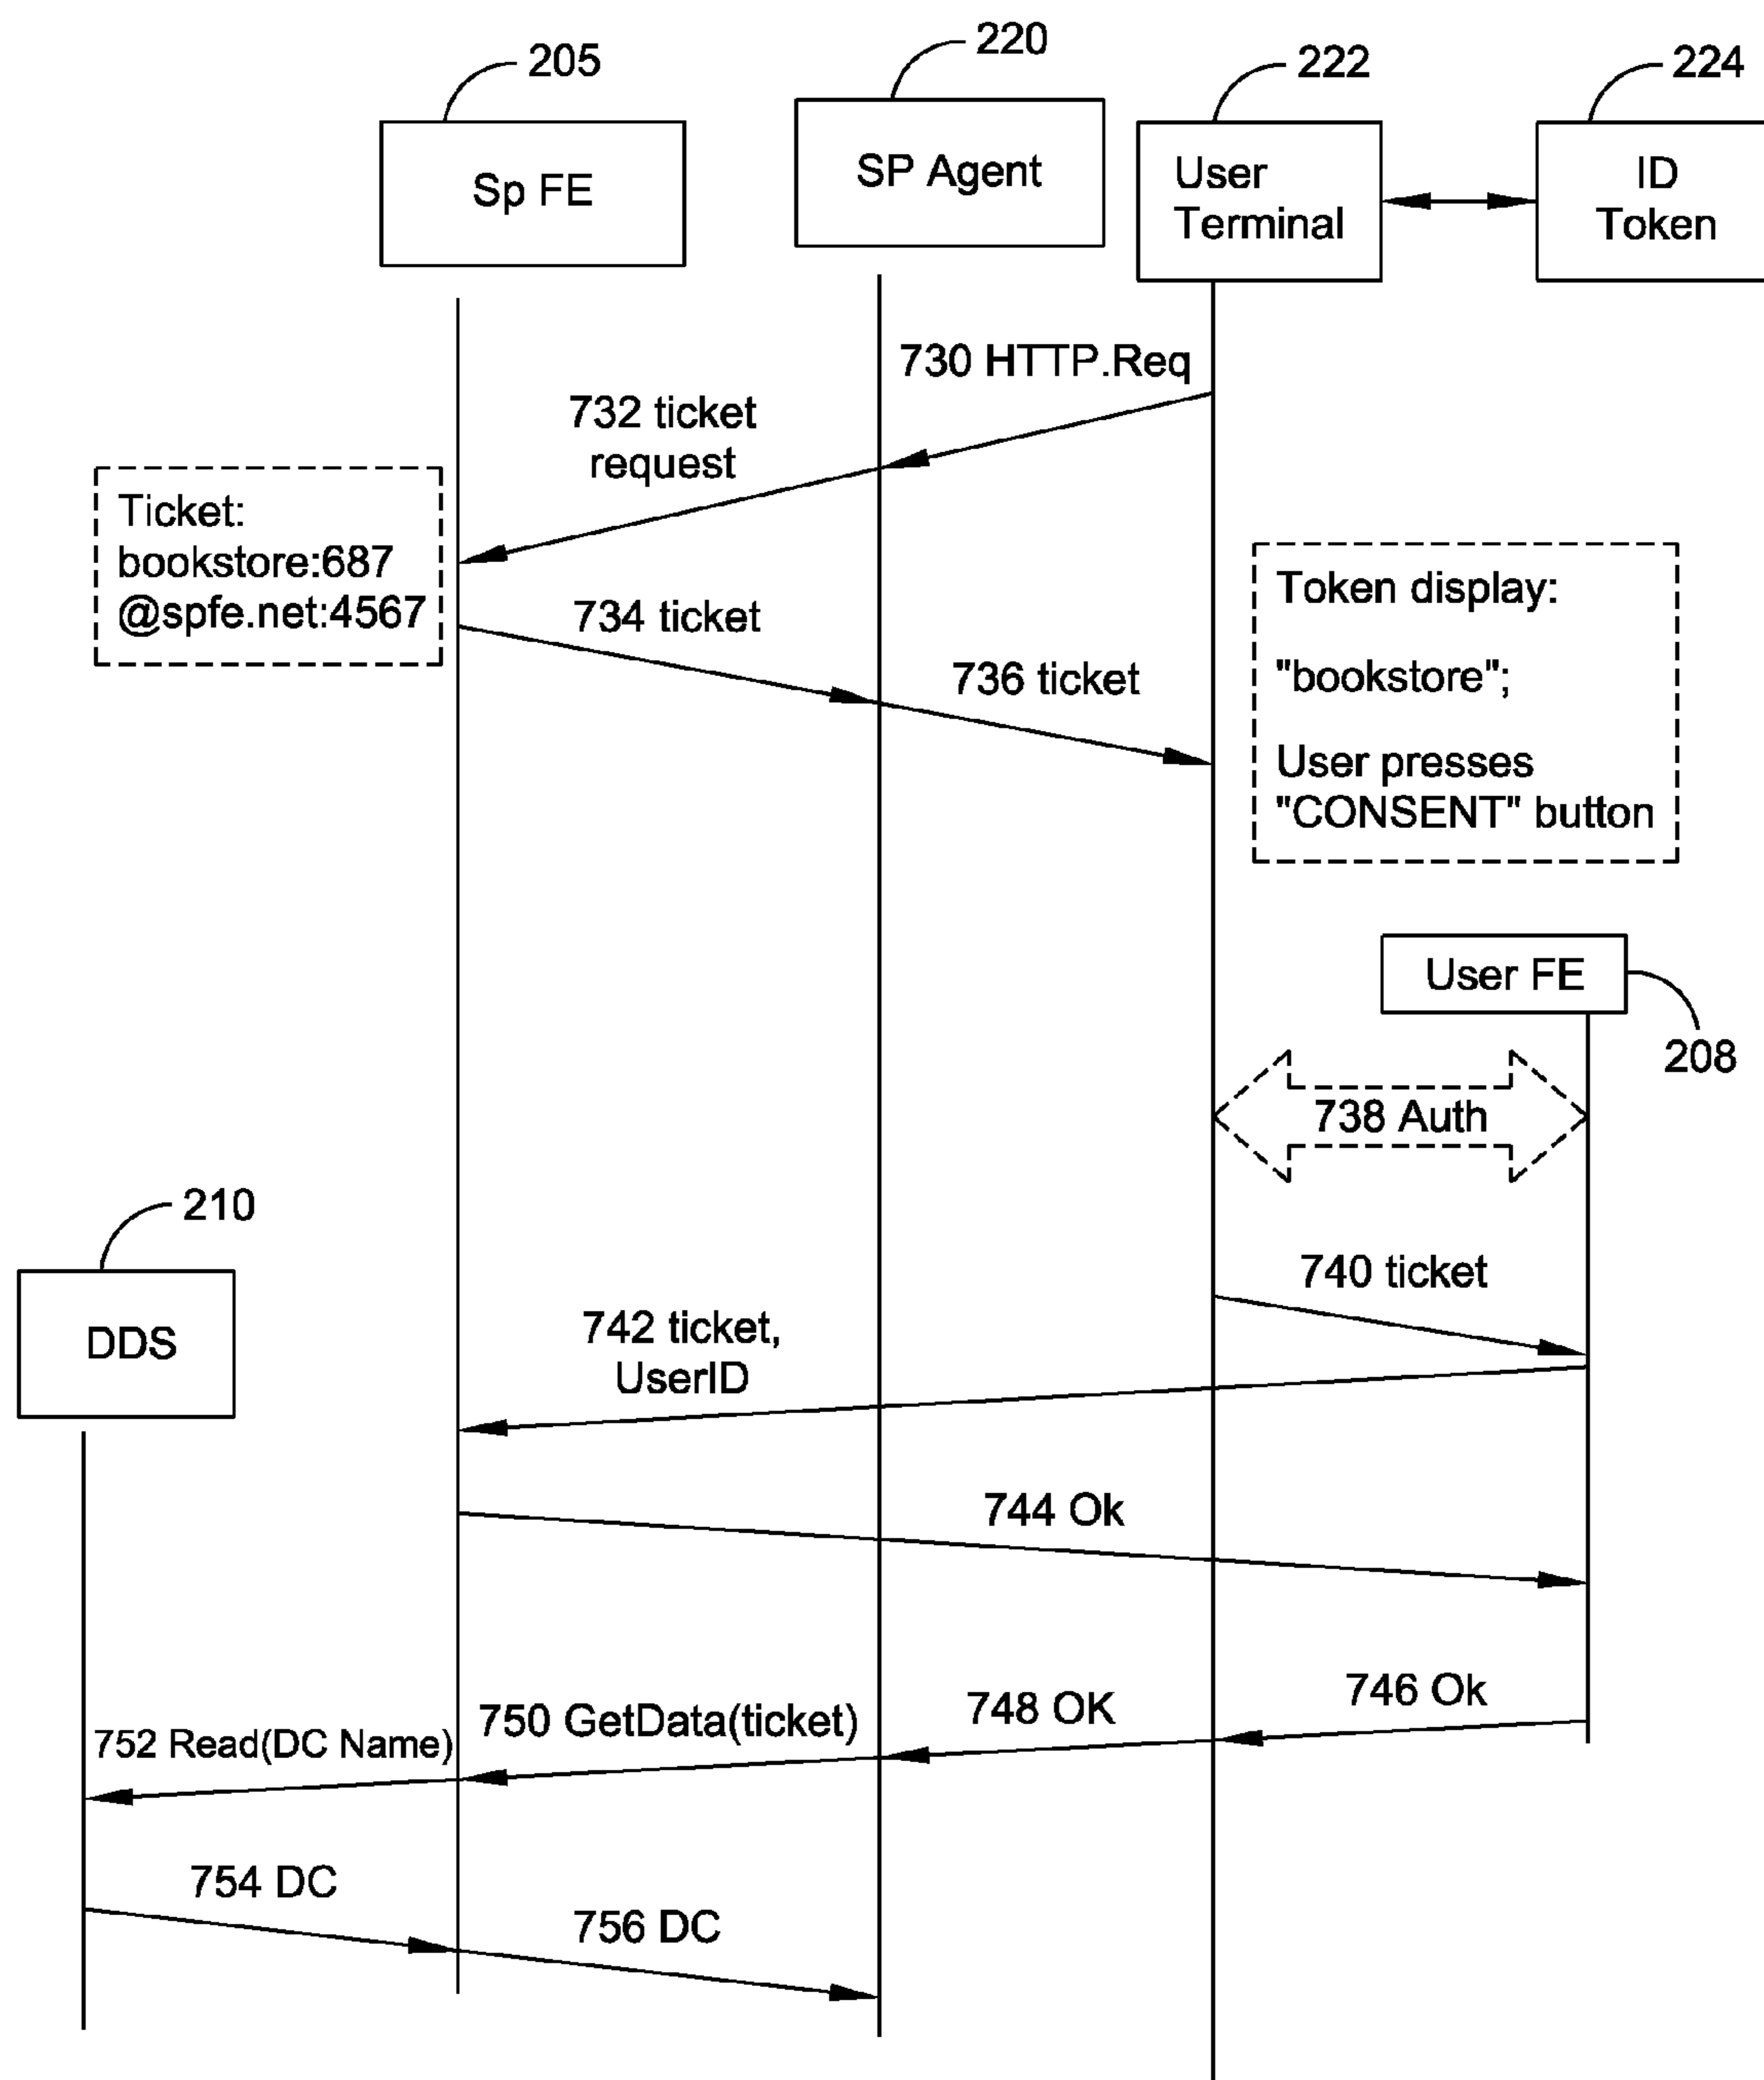 205
220
222
224
Sp FE
SP Agent
User
Terminal
ID
Token
730 HTTP.Req
732 ticket
request
Ticket:
bookstore:687
@spfe.net:4567
734 ticket
736 ticket
Token display:
"bookstore";
User presses
"CONSENT" button
User FE
208
738 Auth
210
DDS
740 ticket
742 ticket,
UserID
744 Ok
746 Ok
748 OK
750 GetData(ticket)
752 Read(DC Name)
754 DC
756 DC